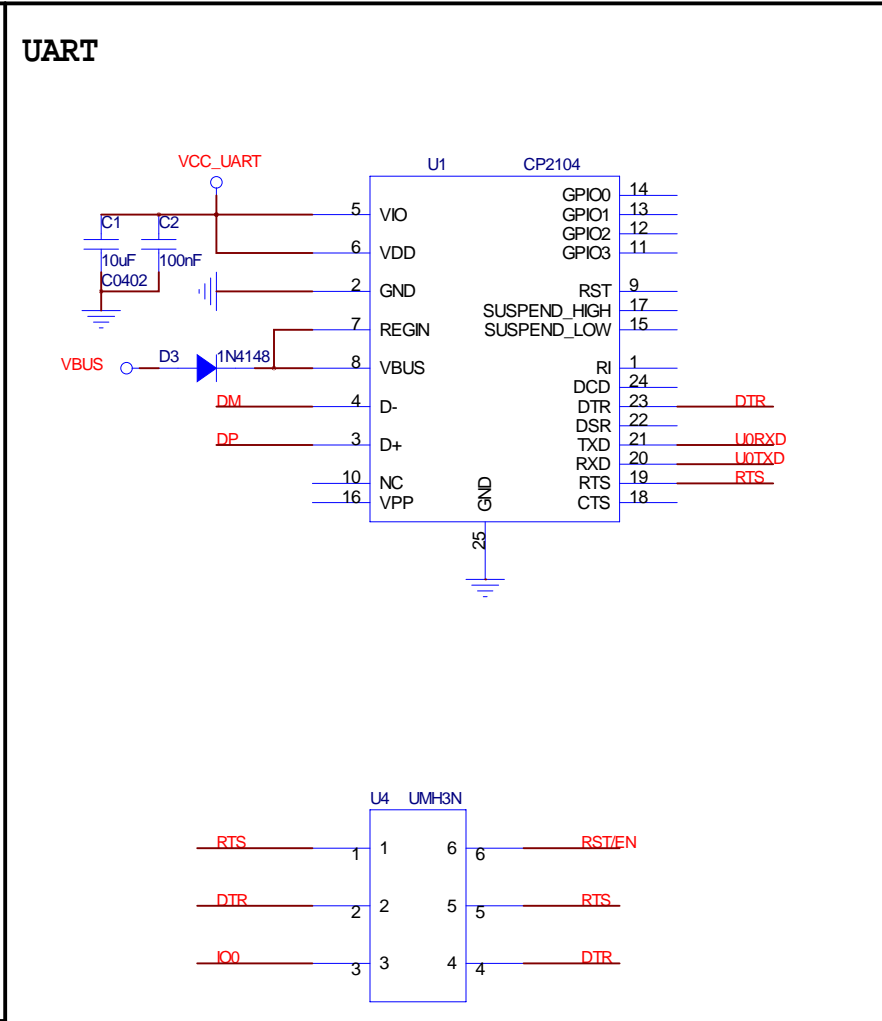 UART
VCC_UART
U1 CP2104
C1 C2
10uF 100nF
C0402
5 VIO
6 VDD
2 GND
7 REGIN
VBUS D3 1N4148 8 VBUS
DM 4 D-
DP 3 D+
10 NC
16 VPP
GND
25
GPIO0 14
GPIO1 13
GPIO2 12
GPIO3 11
RST 9
SUSPEND_HIGH 17
SUSPEND_LOW 15
RI 1
DCD 24
DTR 23 DTR
DSR 22
TXD 21 U0RXD
RXD 20 U0TXD
RTS 19 RTS
CTS 18
U4 UMH3N
RTS 1 1 6 6 RST/EN
DTR 2 2 5 5 RTS
IO0 3 3 4 4 DTR